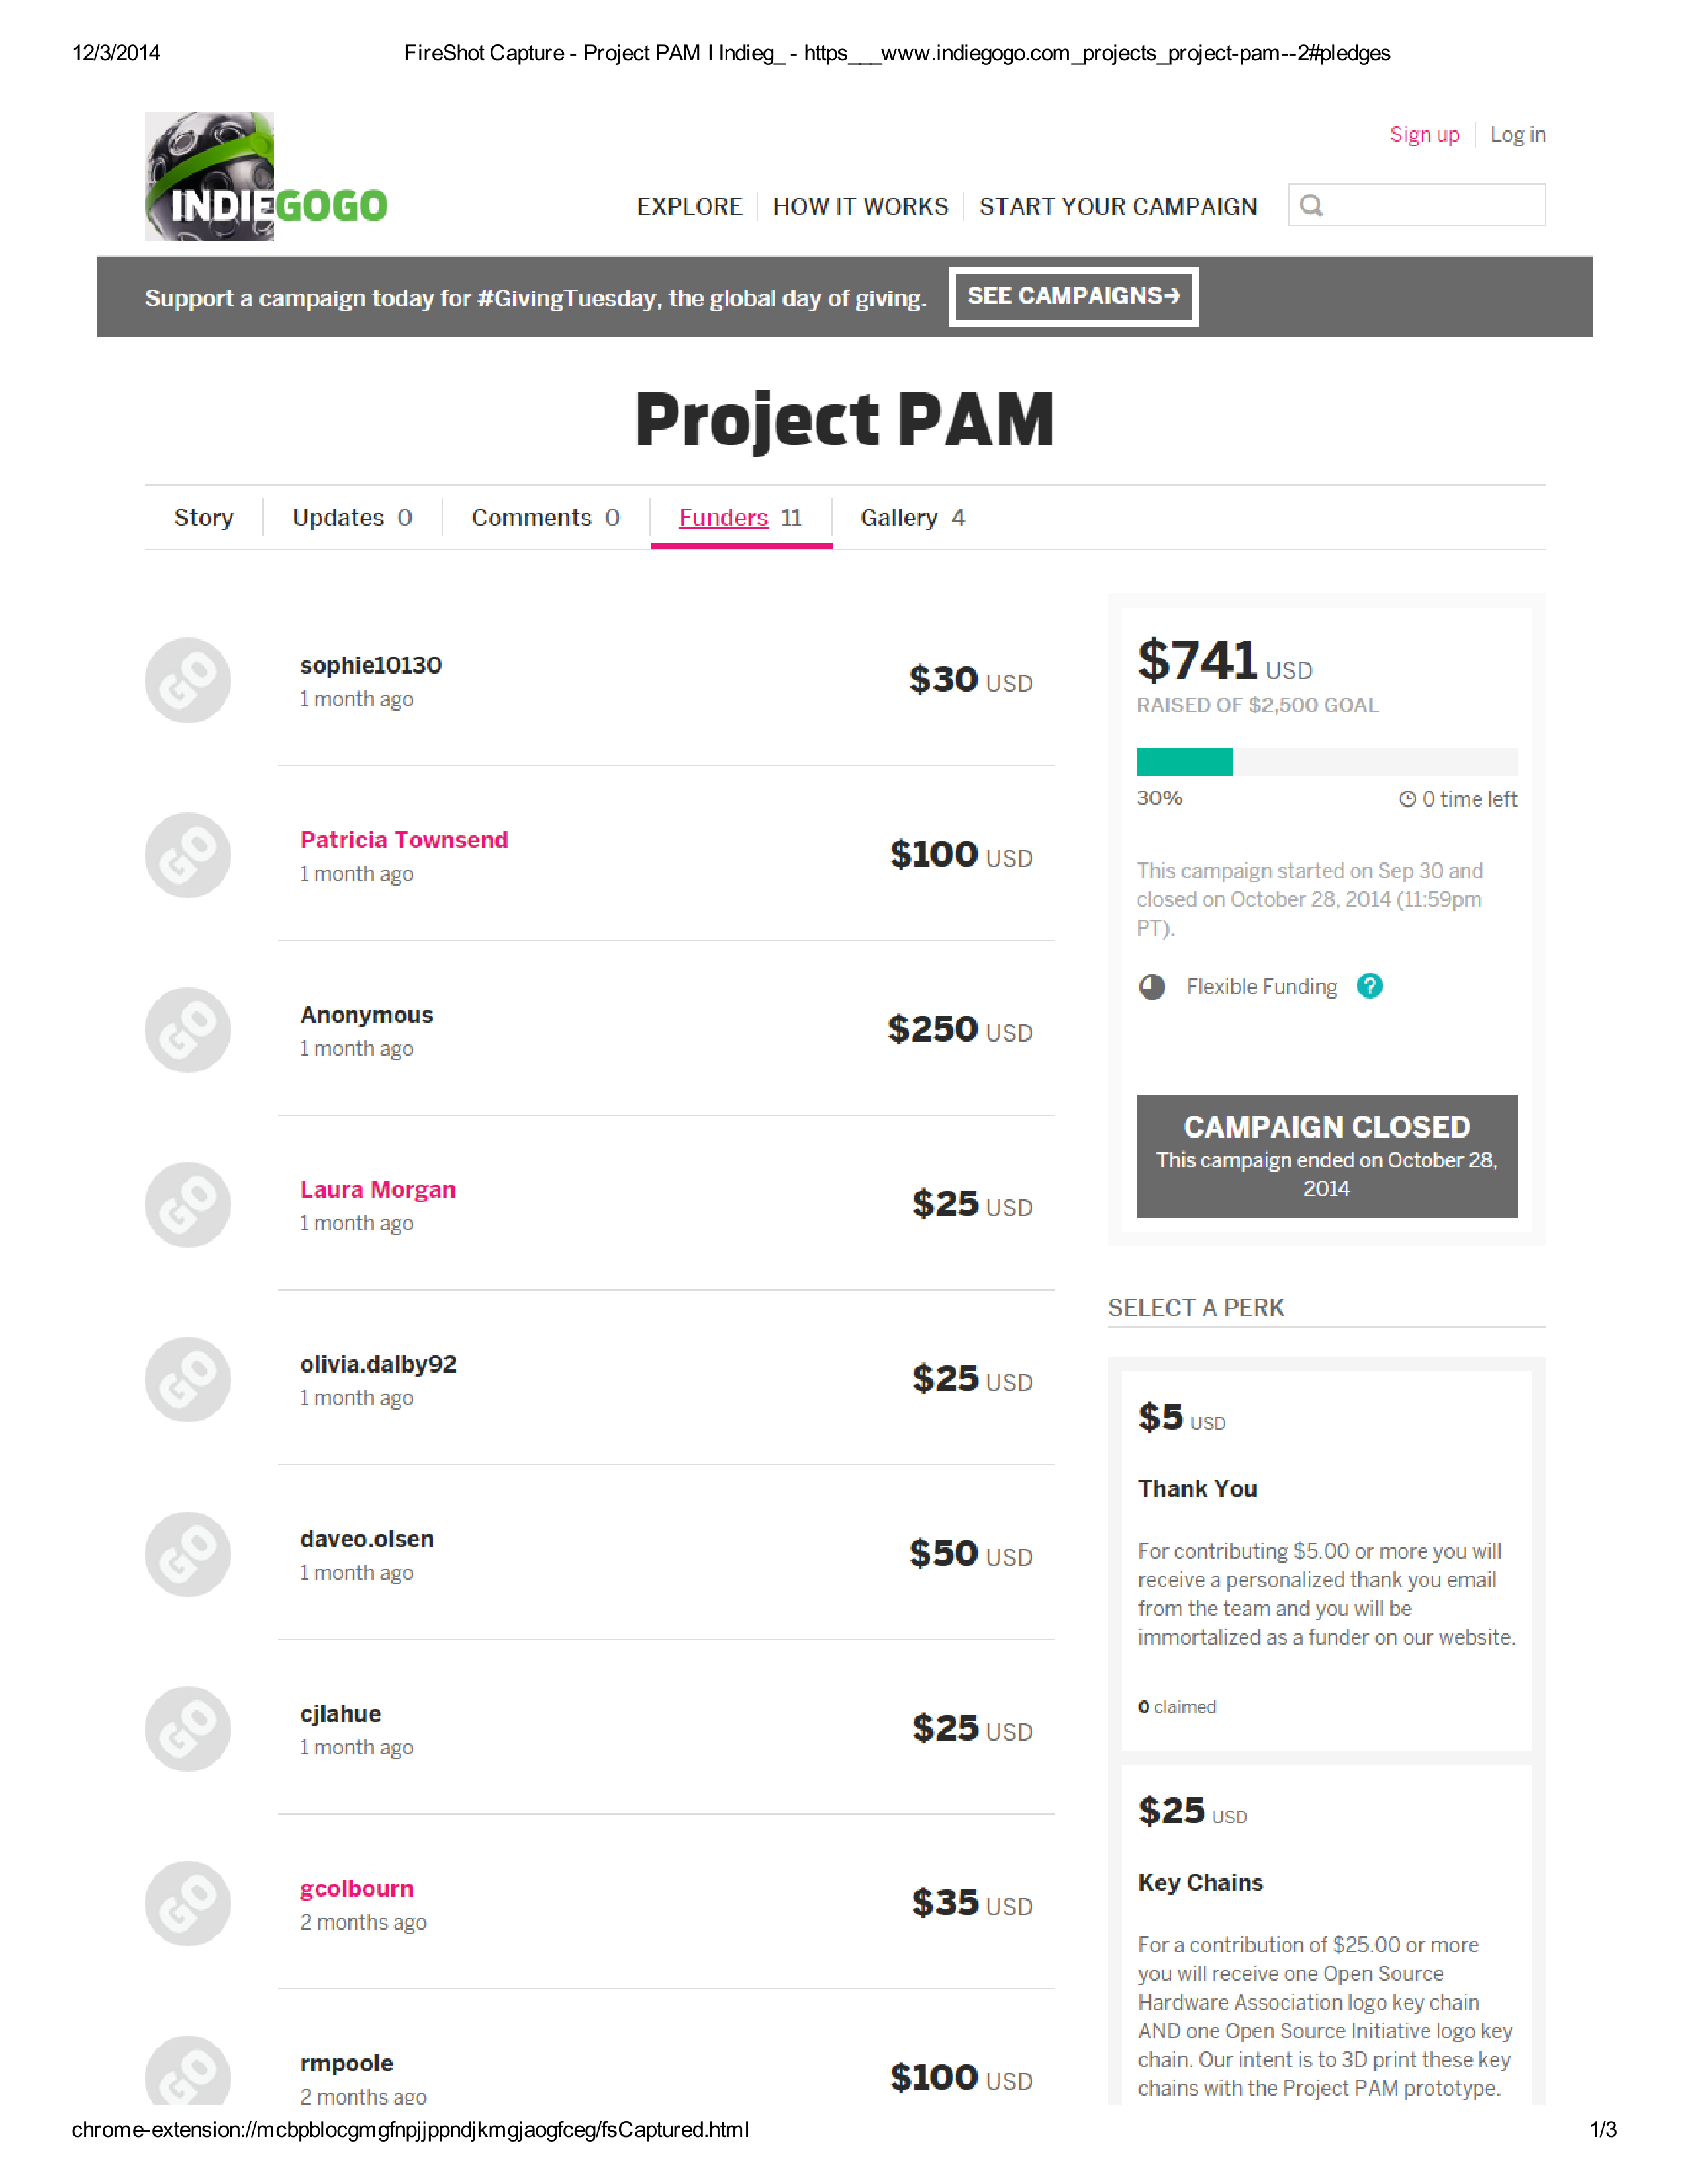 12/3/2014 FireShot Capture - Project PAM | Indieg_ - https___www.indiegogo.com_projects_project-pam--2#pledges
Sign up Log in
INDIEGOGO
EXPLORE HOW IT WORKS START YOUR CAMPAIGN
Support a campaign today for #GivingTuesday, the global day of giving. SEE CAMPAIGNS→
Project PAM
Story Updates 0 Comments 0 Funders 11 Gallery 4
sophie10130
1 month ago
$30 USD
Patricia Townsend
1 month ago
$100 USD
Anonymous
1 month ago
$250 USD
Laura Morgan
1 month ago
$25 USD
olivia.dalby92
1 month ago
$25 USD
daveo.olsen
1 month ago
$50 USD
cjlahue
1 month ago
$25 USD
gcolbourn
2 months ago
$35 USD
rmpoole
2 months ago
$100 USD
GO
GO
GO
GO
GO
GO
GO
GO
GO
$741 USD
RAISED OF $2,500 GOAL
30% 0 time left
This campaign started on Sep 30 and
closed on October 28, 2014 (11:59pm
PT).
Flexible Funding ?
CAMPAIGN CLOSED
This campaign ended on October 28,
2014
SELECT A PERK
$5 USD
Thank You
For contributing $5.00 or more you will
receive a personalized thank you email
from the team and you will be
immortalized as a funder on our website.
0 claimed
$25 USD
Key Chains
For a contribution of $25.00 or more
you will receive one Open Source
Hardware Association logo key chain
AND one Open Source Initiative logo key
chain. Our intent is to 3D print these key
chains with the Project PAM prototype.
chrome-extension://mcbpblocgmgfnpjjppndjkmgjaogfceg/fsCaptured.html 1/3